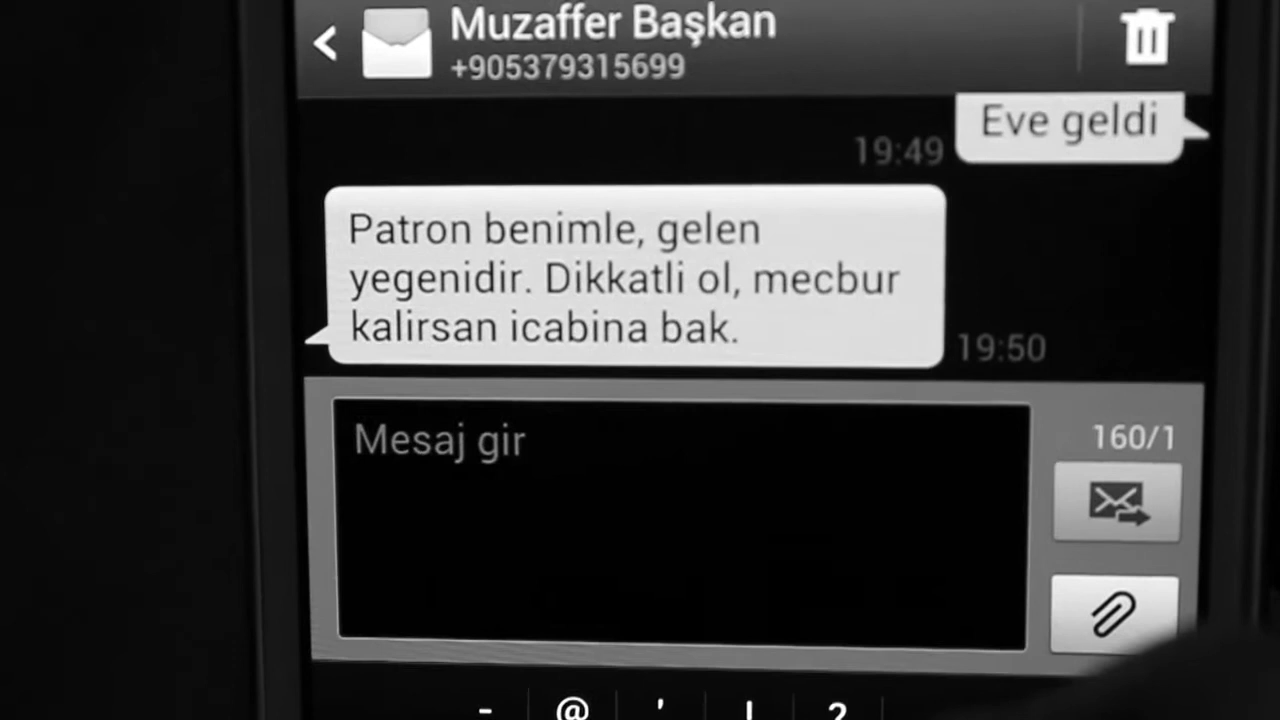 Muzaffer Başkan
+905379315699
Eve geldi
19:49
Patron benimle, gelen
yegenidir. Dikkatli ol, mecbur
kalirsan icabina bak.
19:50
Mesaj gir
160/1
- @ ' ! ?